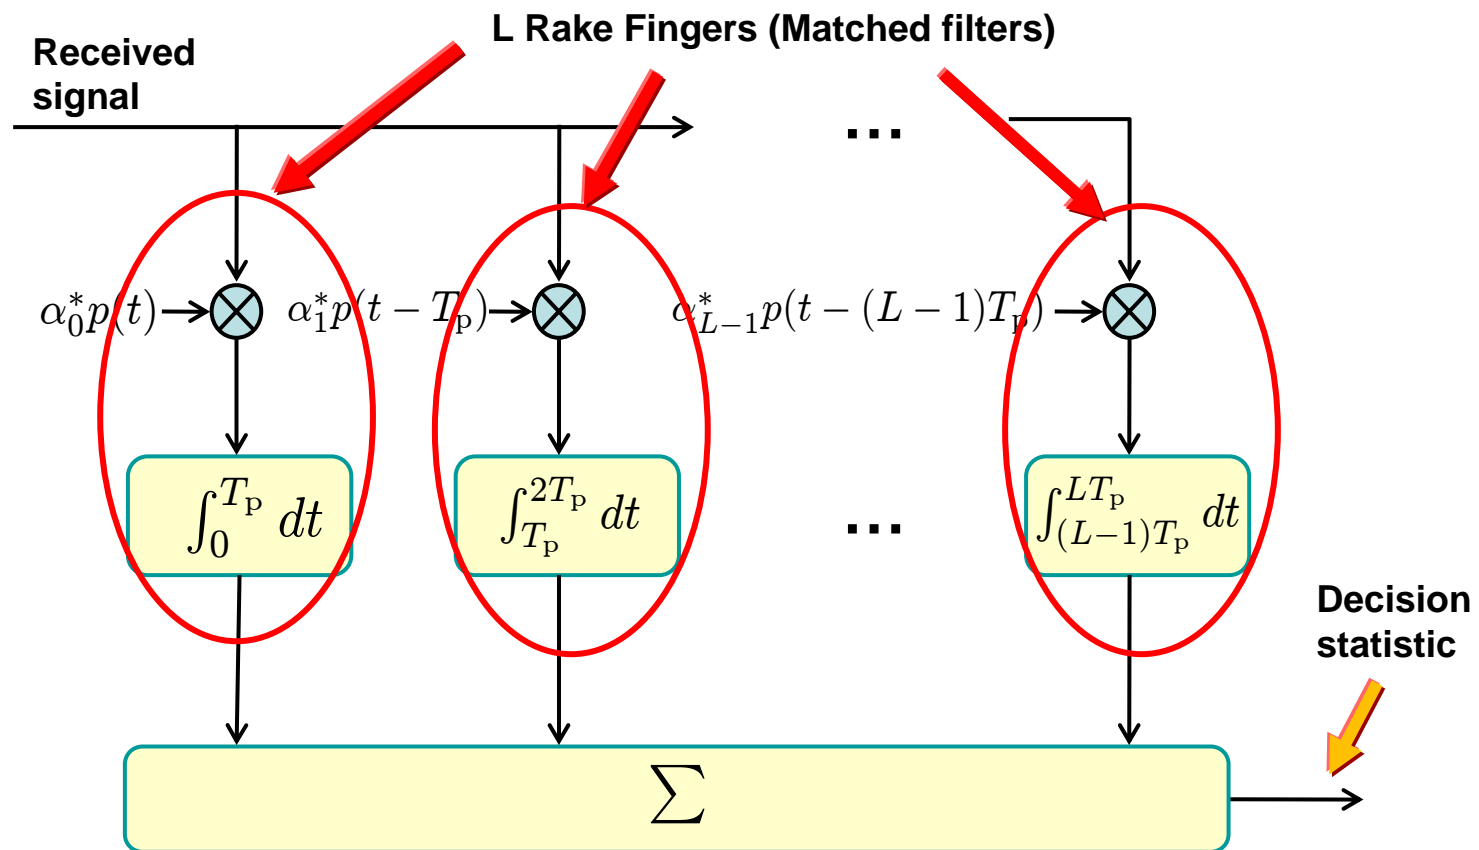 L Rake Fingers (Matched filters)
Received
signal
...
α₀*p(t)
α₁*p(t − Tₚ)
α*_{L−1}p(t − (L − 1)Tₚ)
∫₀^{Tₚ} dt
∫_{Tₚ}^{2Tₚ} dt
...
∫_{(L−1)Tₚ}^{LTₚ} dt
Decision
statistic
∑